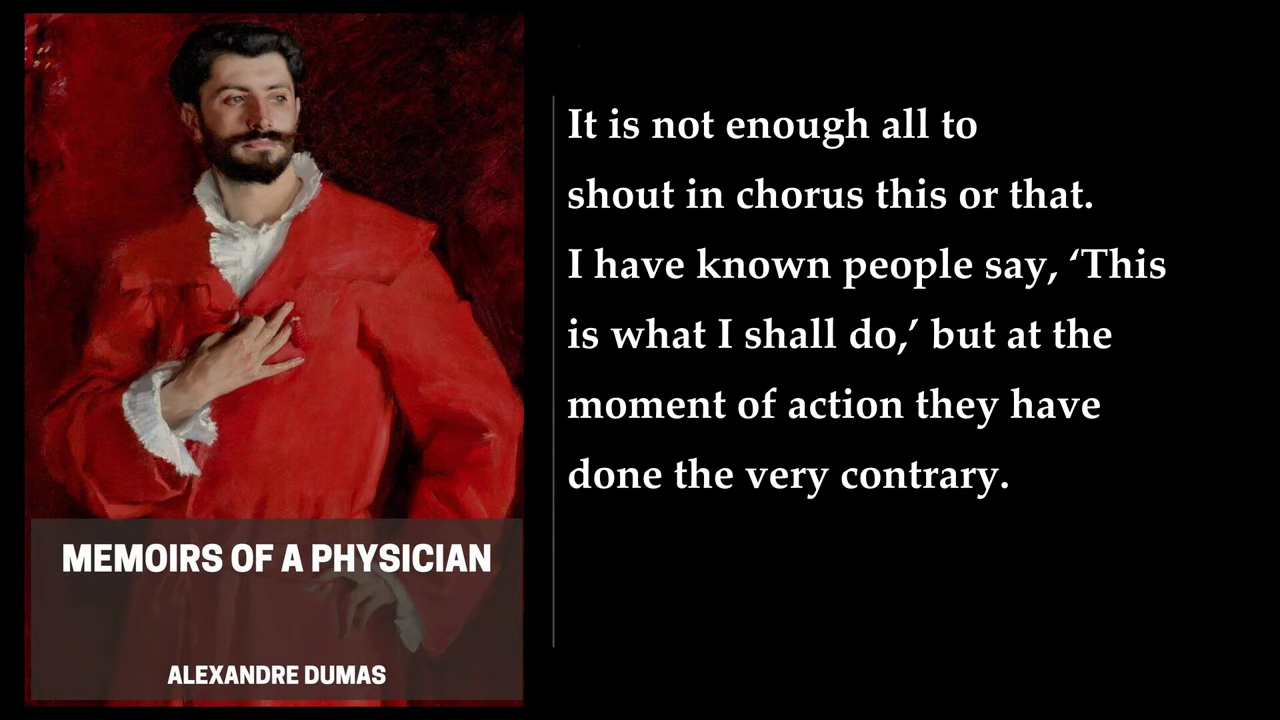 MEMOIRS OF A PHYSICIAN
ALEXANDRE DUMAS
It is not enough all to
shout in chorus this or that.
I have known people say, ‘This
is what I shall do,’ but at the
moment of action they have
done the very contrary.